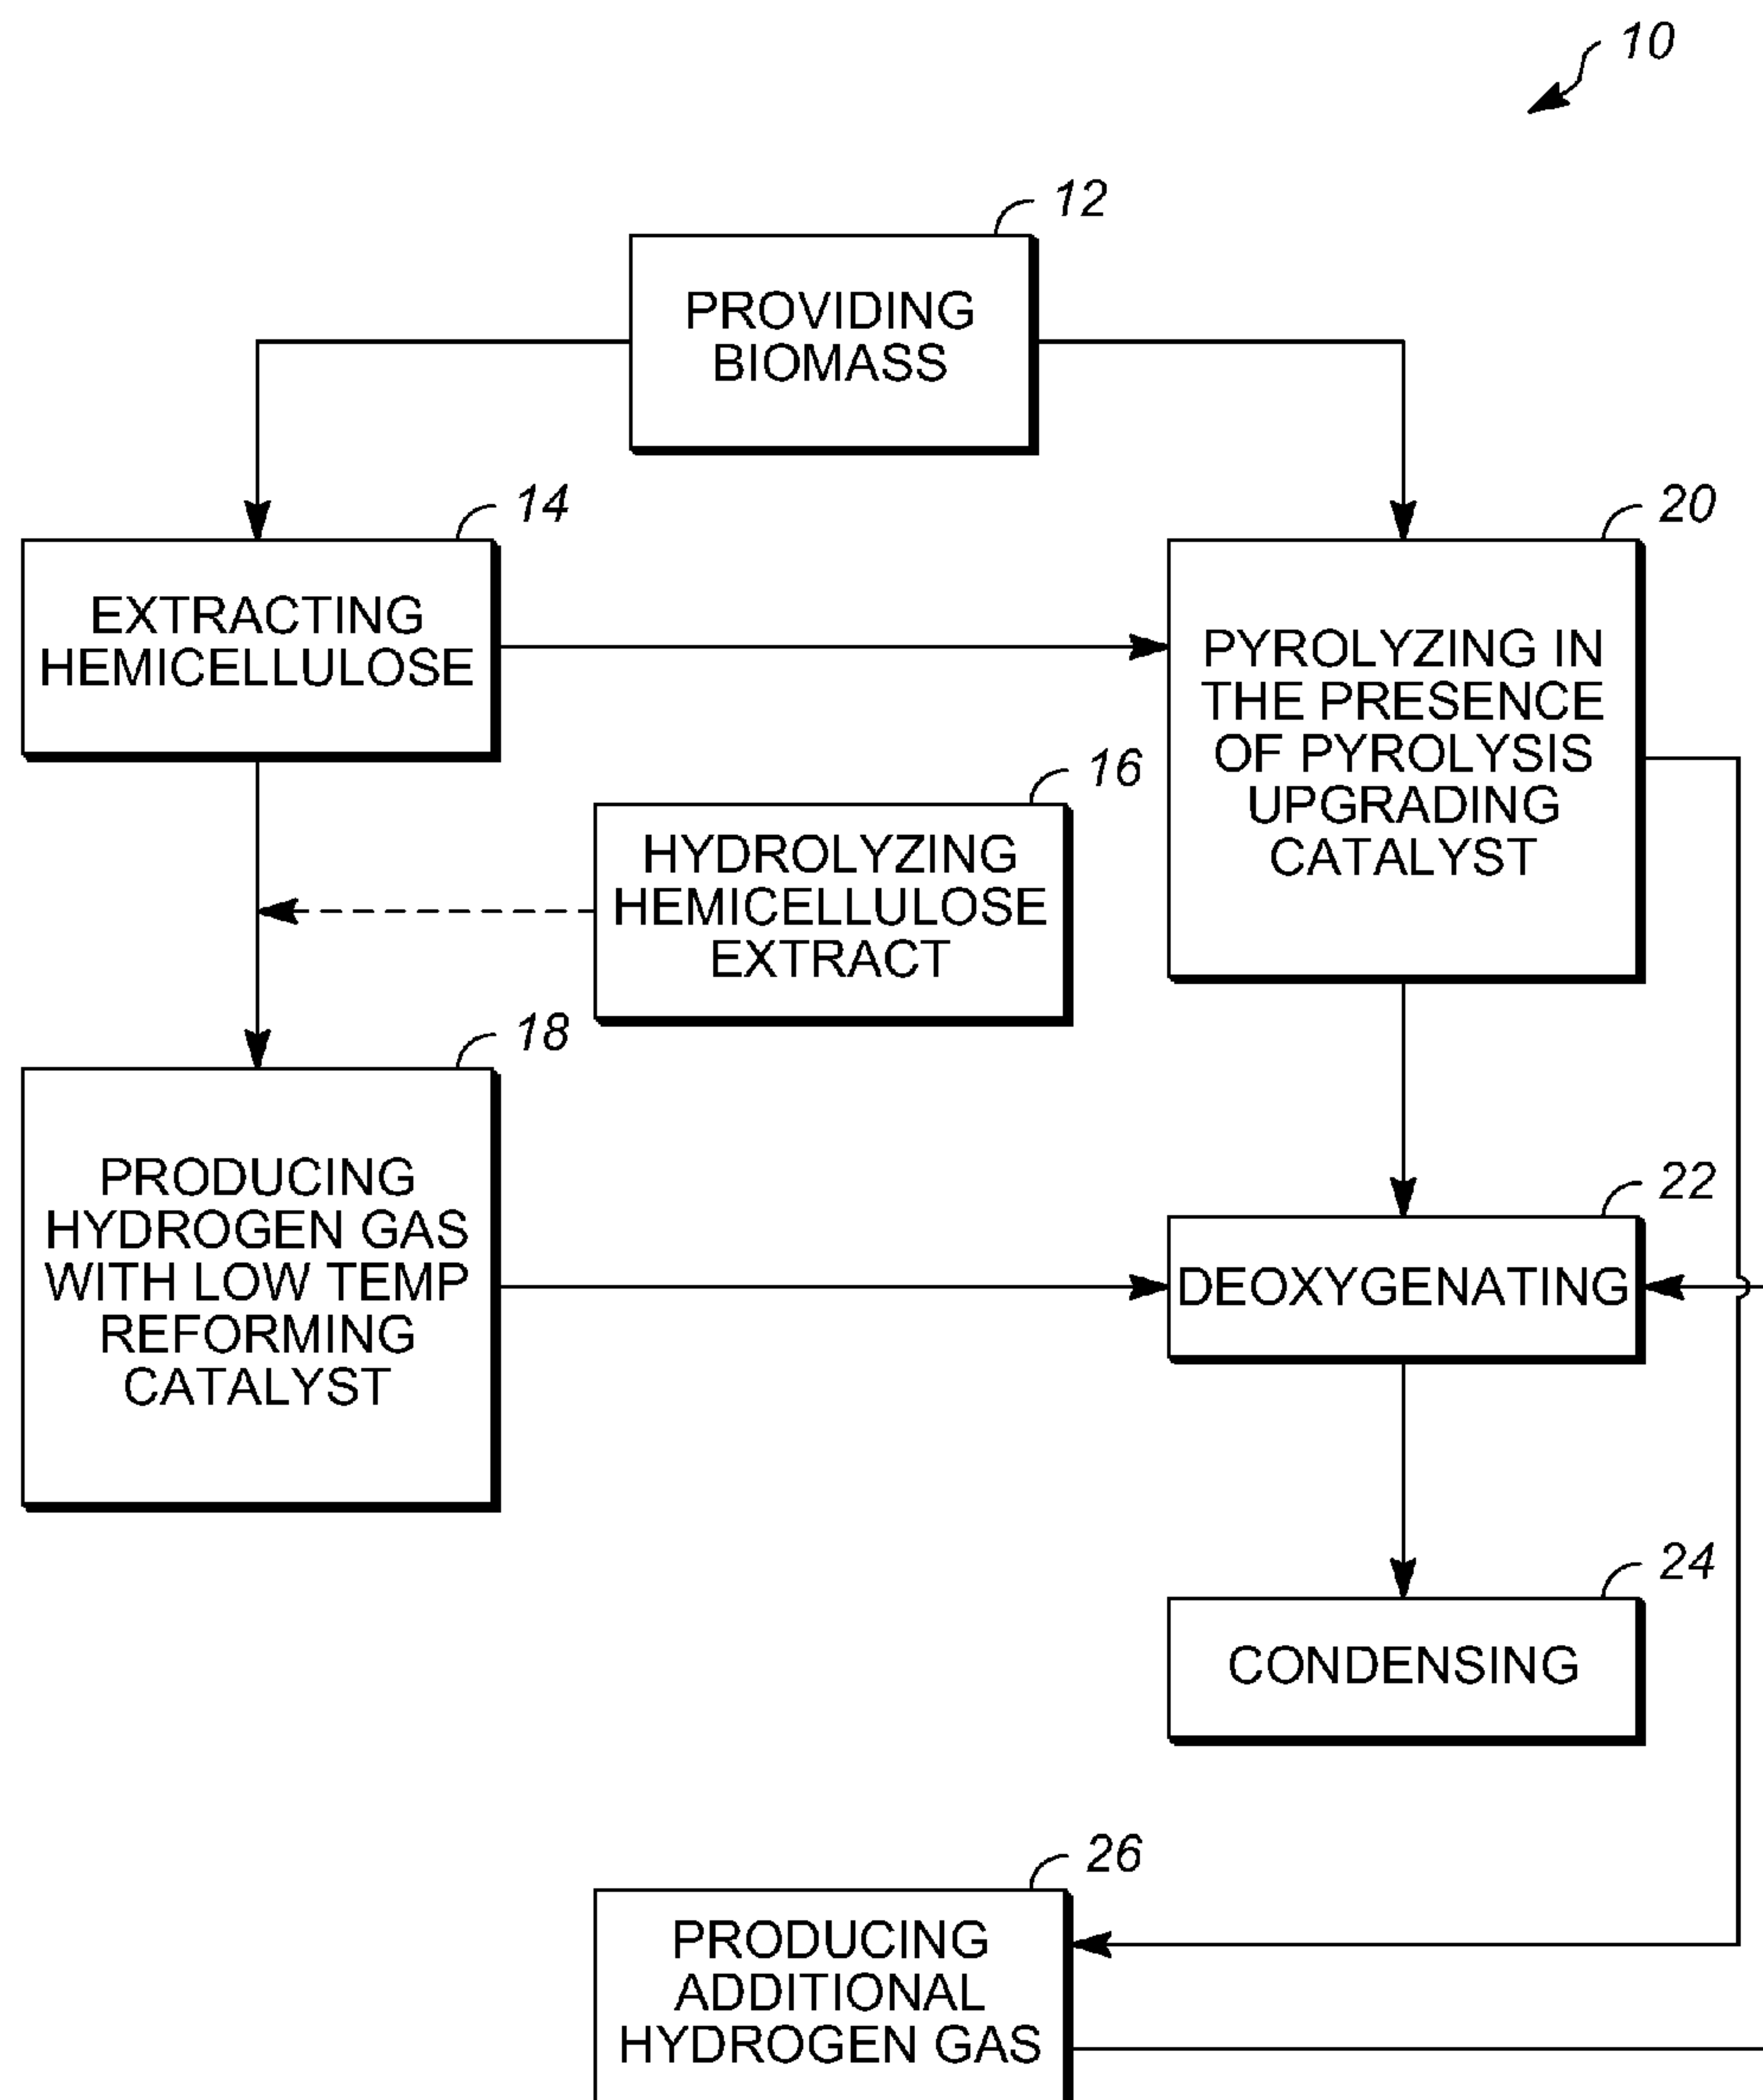 10
12
PROVIDING
BIOMASS
14
EXTRACTING
HEMICELLULOSE
20
PYROLYZING IN
THE PRESENCE
OF PYROLYSIS
UPGRADING
CATALYST
16
HYDROLYZING
HEMICELLULOSE
EXTRACT
18
PRODUCING
HYDROGEN GAS
WITH LOW TEMP
REFORMING
CATALYST
22
DEOXYGENATING
24
CONDENSING
26
PRODUCING
ADDITIONAL
HYDROGEN GAS